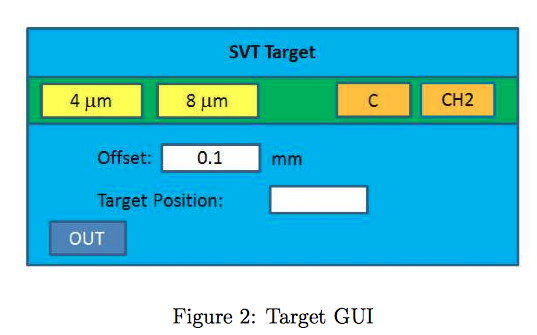 SVT Target
4 μm 8 μm C CH2
Offset: 0.1 mm
Target Position:
OUT
Figure 2: Target GUI